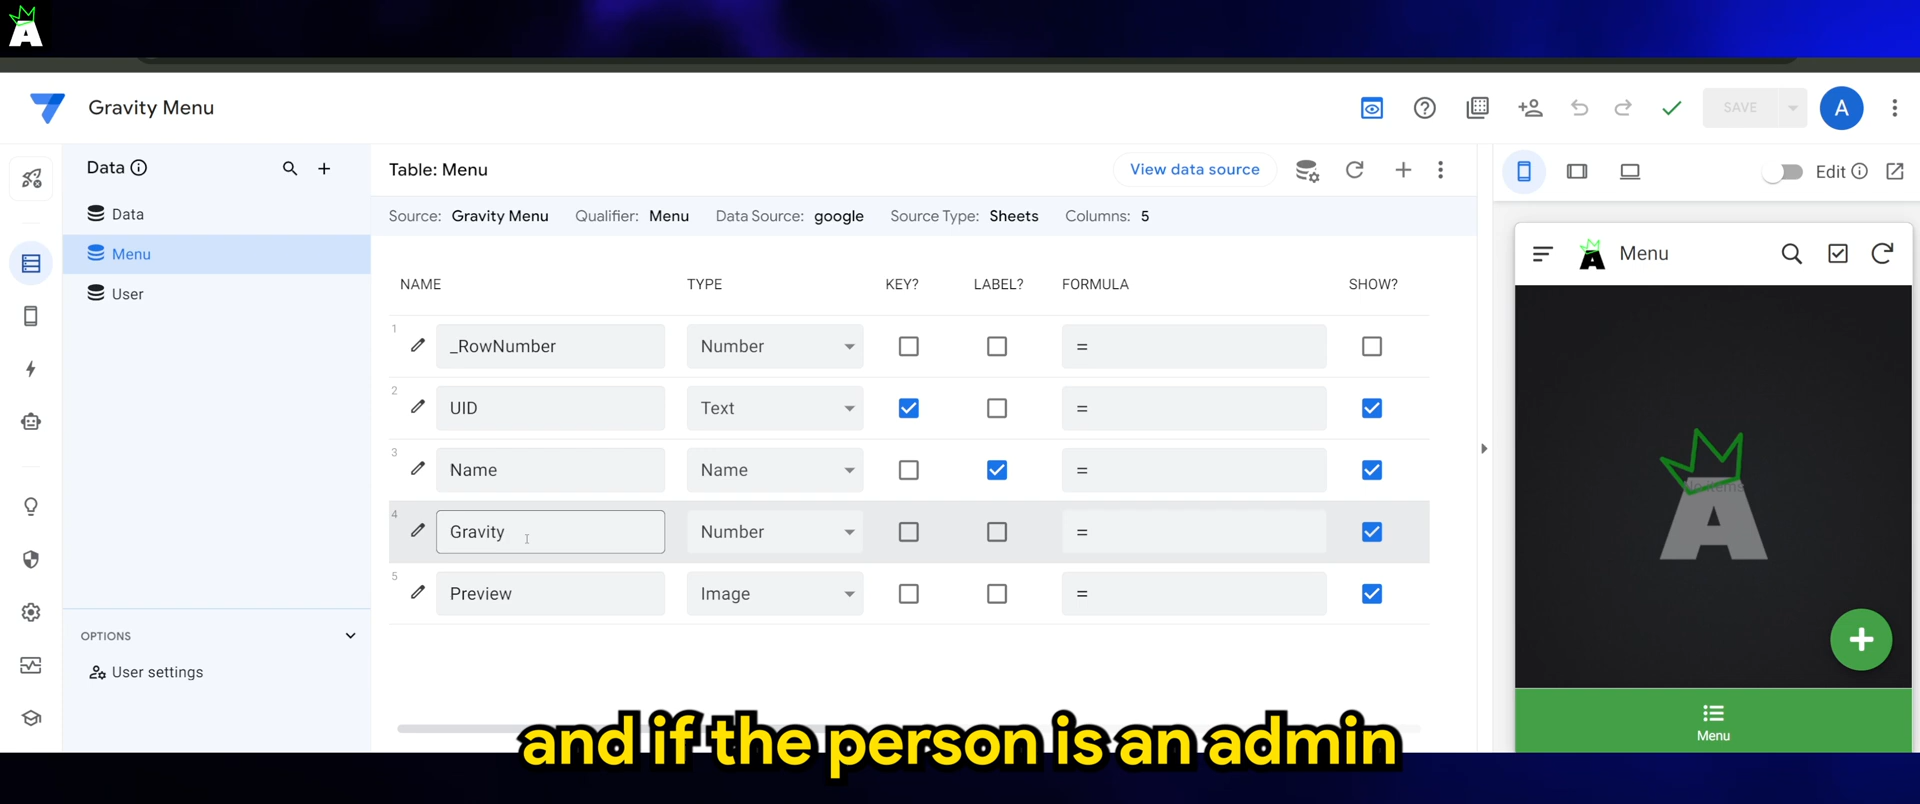 A
Gravity Menu
SAVE
A
Data
Data
Menu
User
OPTIONS
User settings
Table: Menu
View data source
Source: Gravity Menu Qualifier: Menu Data Source: google Source Type: Sheets Columns: 5
NAME TYPE KEY? LABEL? FORMULA SHOW?
1 _RowNumber Number =
2 UID Text =
3 Name Name =
4 Gravity Number =
5 Preview Image =
Edit
A Menu
No items
A
Menu
and if the person is an admin